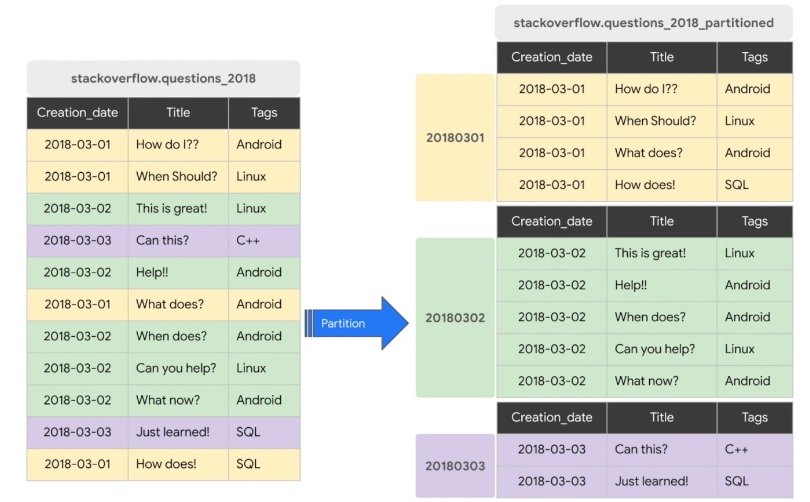 stackoverflow.questions_2018
Creation_date Title Tags
2018-03-01 How do I?? Android
2018-03-01 When Should? Linux
2018-03-02 This is great! Linux
2018-03-03 Can this? C++
2018-03-02 Help!! Android
2018-03-01 What does? Android
2018-03-02 When does? Android
2018-03-02 Can you help? Linux
2018-03-02 What now? Android
2018-03-03 Just learned! SQL
2018-03-01 How does! SQL
Partition
stackoverflow.questions_2018_partitioned
Creation_date Title Tags
20180301
2018-03-01 How do I?? Android
2018-03-01 When Should? Linux
2018-03-01 What does? Android
2018-03-01 How does! SQL
Creation_date Title Tags
20180302
2018-03-02 This is great! Linux
2018-03-02 Help!! Android
2018-03-02 When does? Android
2018-03-02 Can you help? Linux
2018-03-02 What now? Android
Creation_date Title Tags
20180303
2018-03-03 Can this? C++
2018-03-03 Just learned! SQL